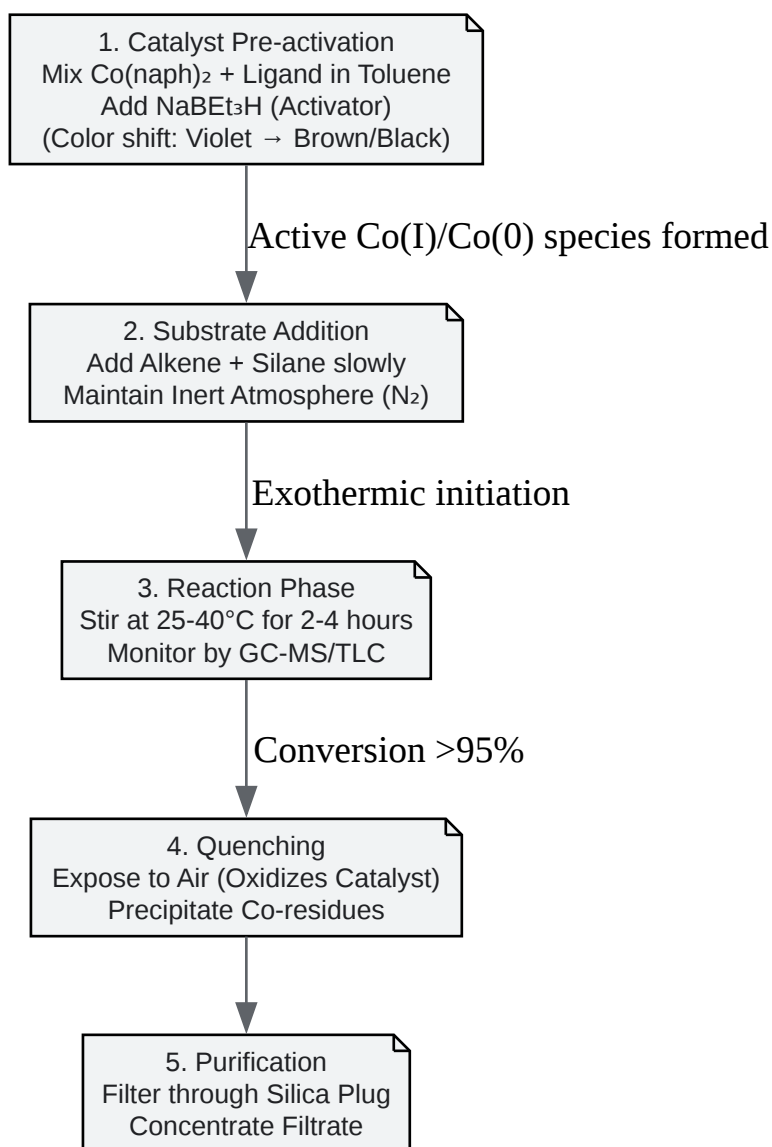 1. Catalyst Pre-activation
Mix Co(naph)₂ + Ligand in Toluene
Add NaBEt₃H (Activator)
(Color shift: Violet → Brown/Black)
Active Co(I)/Co(0) species formed
2. Substrate Addition
Add Alkene + Silane slowly
Maintain Inert Atmosphere (N₂)
Exothermic initiation
3. Reaction Phase
Stir at 25-40°C for 2-4 hours
Monitor by GC-MS/TLC
Conversion >95%
4. Quenching
Expose to Air (Oxidizes Catalyst)
Precipitate Co-residues
5. Purification
Filter through Silica Plug
Concentrate Filtrate